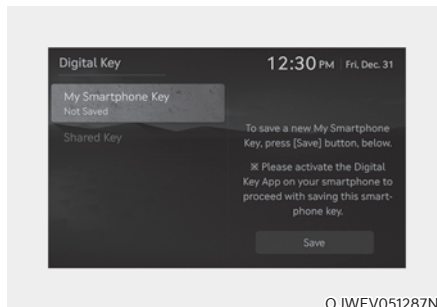 Digital Key
12:30 PM Fri, Dec. 31
My Smartphone Key
Not Saved
Shared Key
To save a new My Smartphone
Key, press [Save] button, below.
※ Please activate the Digital
Key App on your smartphone to
proceed with saving this smart-
phone key.
Save
OJWEV051287N